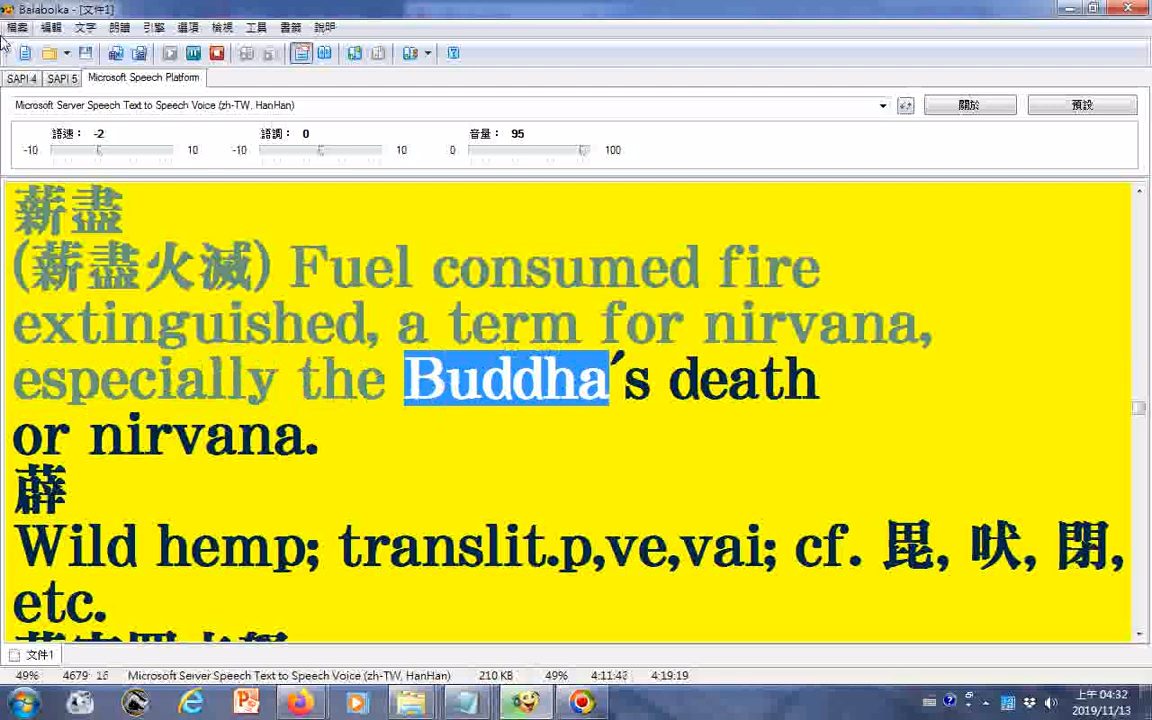 Balabolka - [文件1]
檔案 編輯 文字 朗讀 引擎 選項 檢視 工具 書籤 說明
SAPI 4 SAPI 5 Microsoft Speech Platform
Microsoft Server Speech Text to Speech Voice (zh-TW, HanHan) 關於 預設
語速： -2 語調： 0 音量： 95
-10 10 -10 10 0 100
薪盡
(薪盡火滅) Fuel consumed fire
extinguished, a term for nirvana,
especially the Buddha´s death
or nirvana.
薜
Wild hemp; translit.p,ve,vai; cf. 毘, 吠, 閉,
etc.
文件1
49% Microsoft Server Speech Text to Speech Voice (zh-TW, HanHan) 210 KB 49% 4:11:43 4:19:19
上午 04:32
2019/11/13